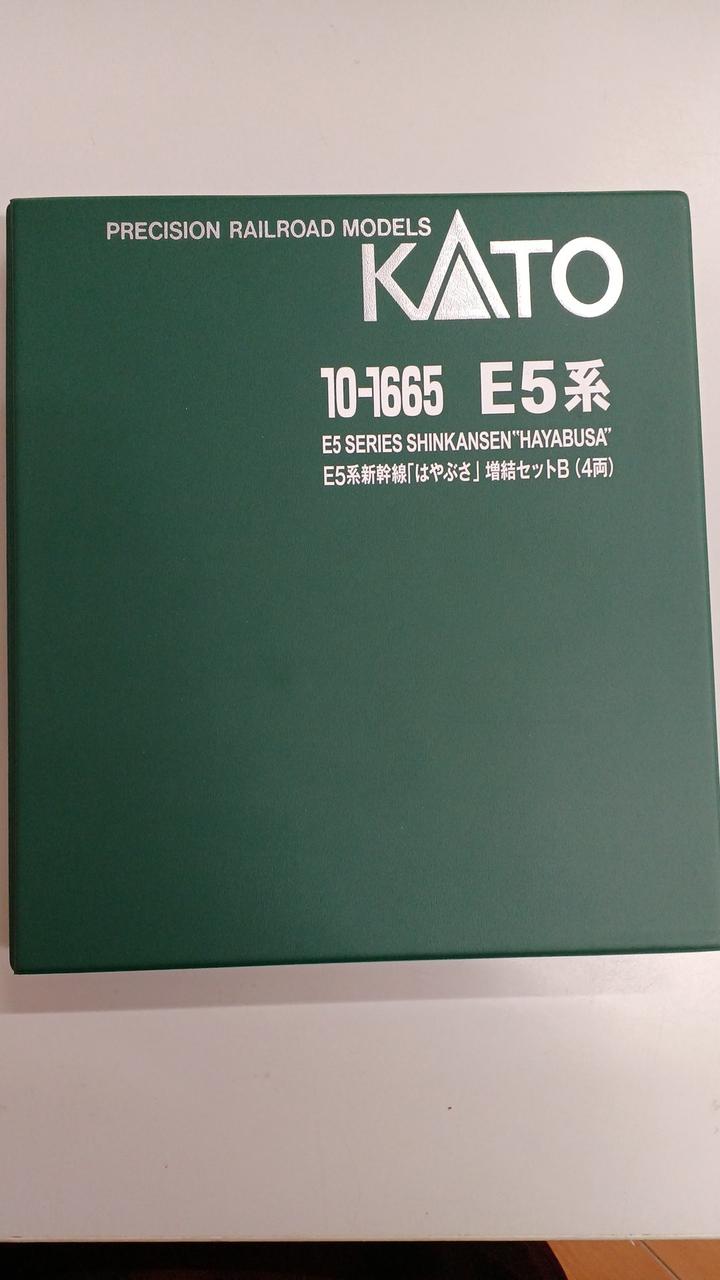 PRECISION RAILROAD MODELS
KATO
10-1665 E5系
E5 SERIES SHINKANSEN"HAYABUSA"
E5系新幹線「はやぶさ」増結セットB(4両)